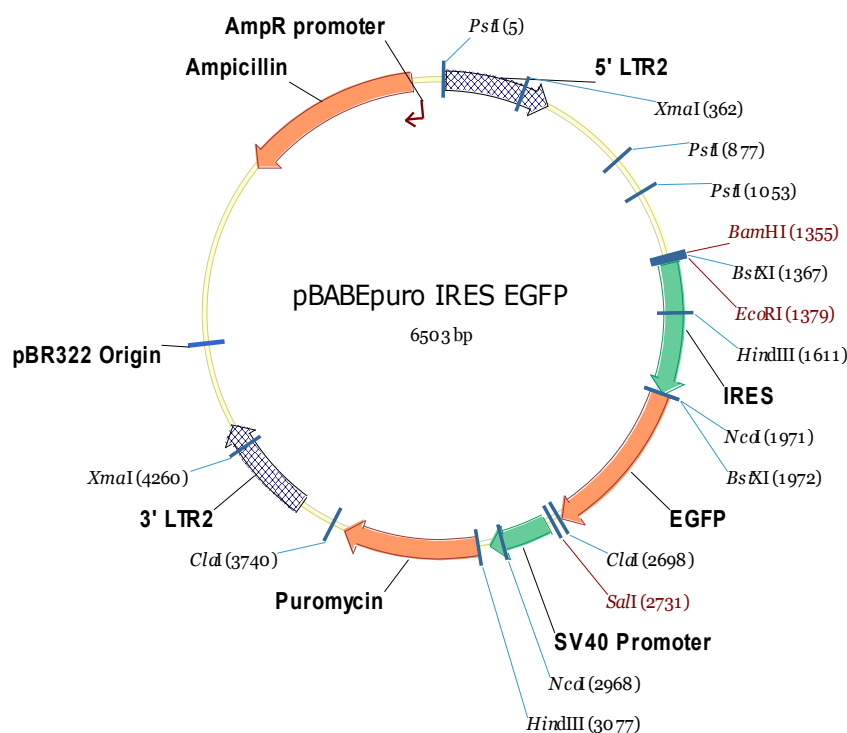 AmpR promoter
PstI (5)
Ampicillin
5' LTR2
XmaI (362)
PstI (877)
PstI (1053)
BamHI (1355)
BstXI (1367)
pBABEpuro IRES EGFP
EcoRI (1379)
6503 bp
pBR322 Origin
HindIII (1611)
IRES
NcoI (1971)
XmaI (4260)
BstXI (1972)
3' LTR2
EGFP
ClaI (3740)
ClaI (2698)
Puromycin
SalI (2731)
SV40 Promoter
NcoI (2968)
HindIII (3077)